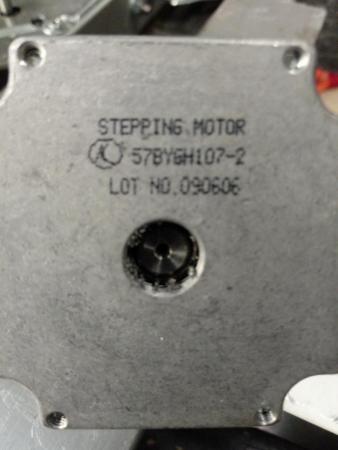 STEPPING MOTOR
57BYGH107-2
LOT NO.090606